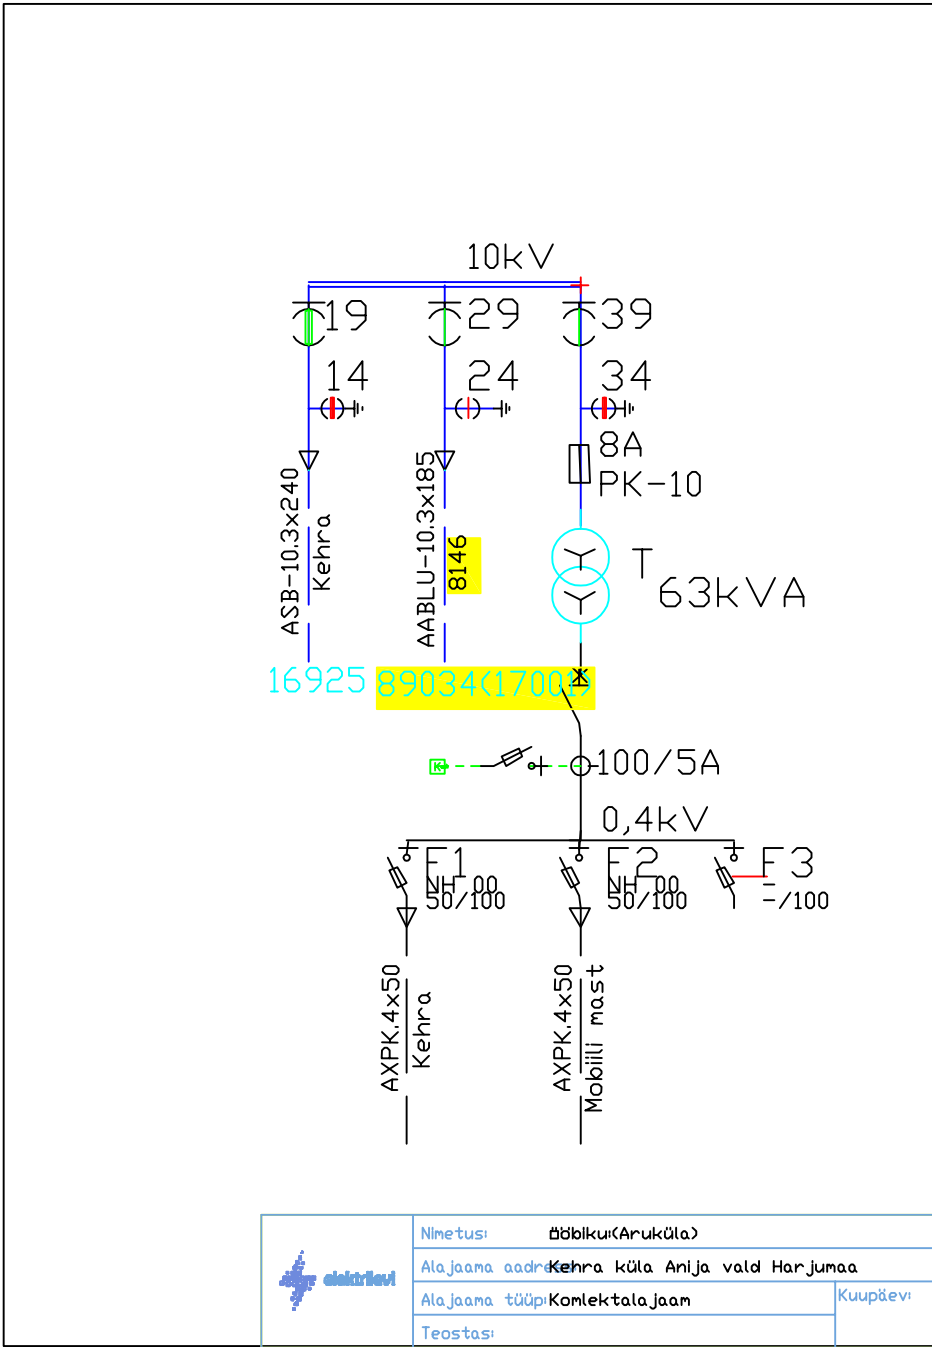 10kV
19
29
39
14
24
34
8A
PK-10
ASB-10.3x240
Kehra
AABLU-10.3x185
8146
T
63kVA
16925
89034(17001)
K
100/5A
0,4kV
F1
NH 00
50/100
F2
NH 00
50/100
F3
-
-/100
AXPK.4x50
Kehra
AXPK.4x50
Mobiili mast
elektrilevi
Nimetus: Ööbiku:(Aruküla)
Alajaama aadress: Kehra küla Anija vald Harjumaa
Alajaama tüüp: Komlektalajaam
Kuupäev:
Teostas: